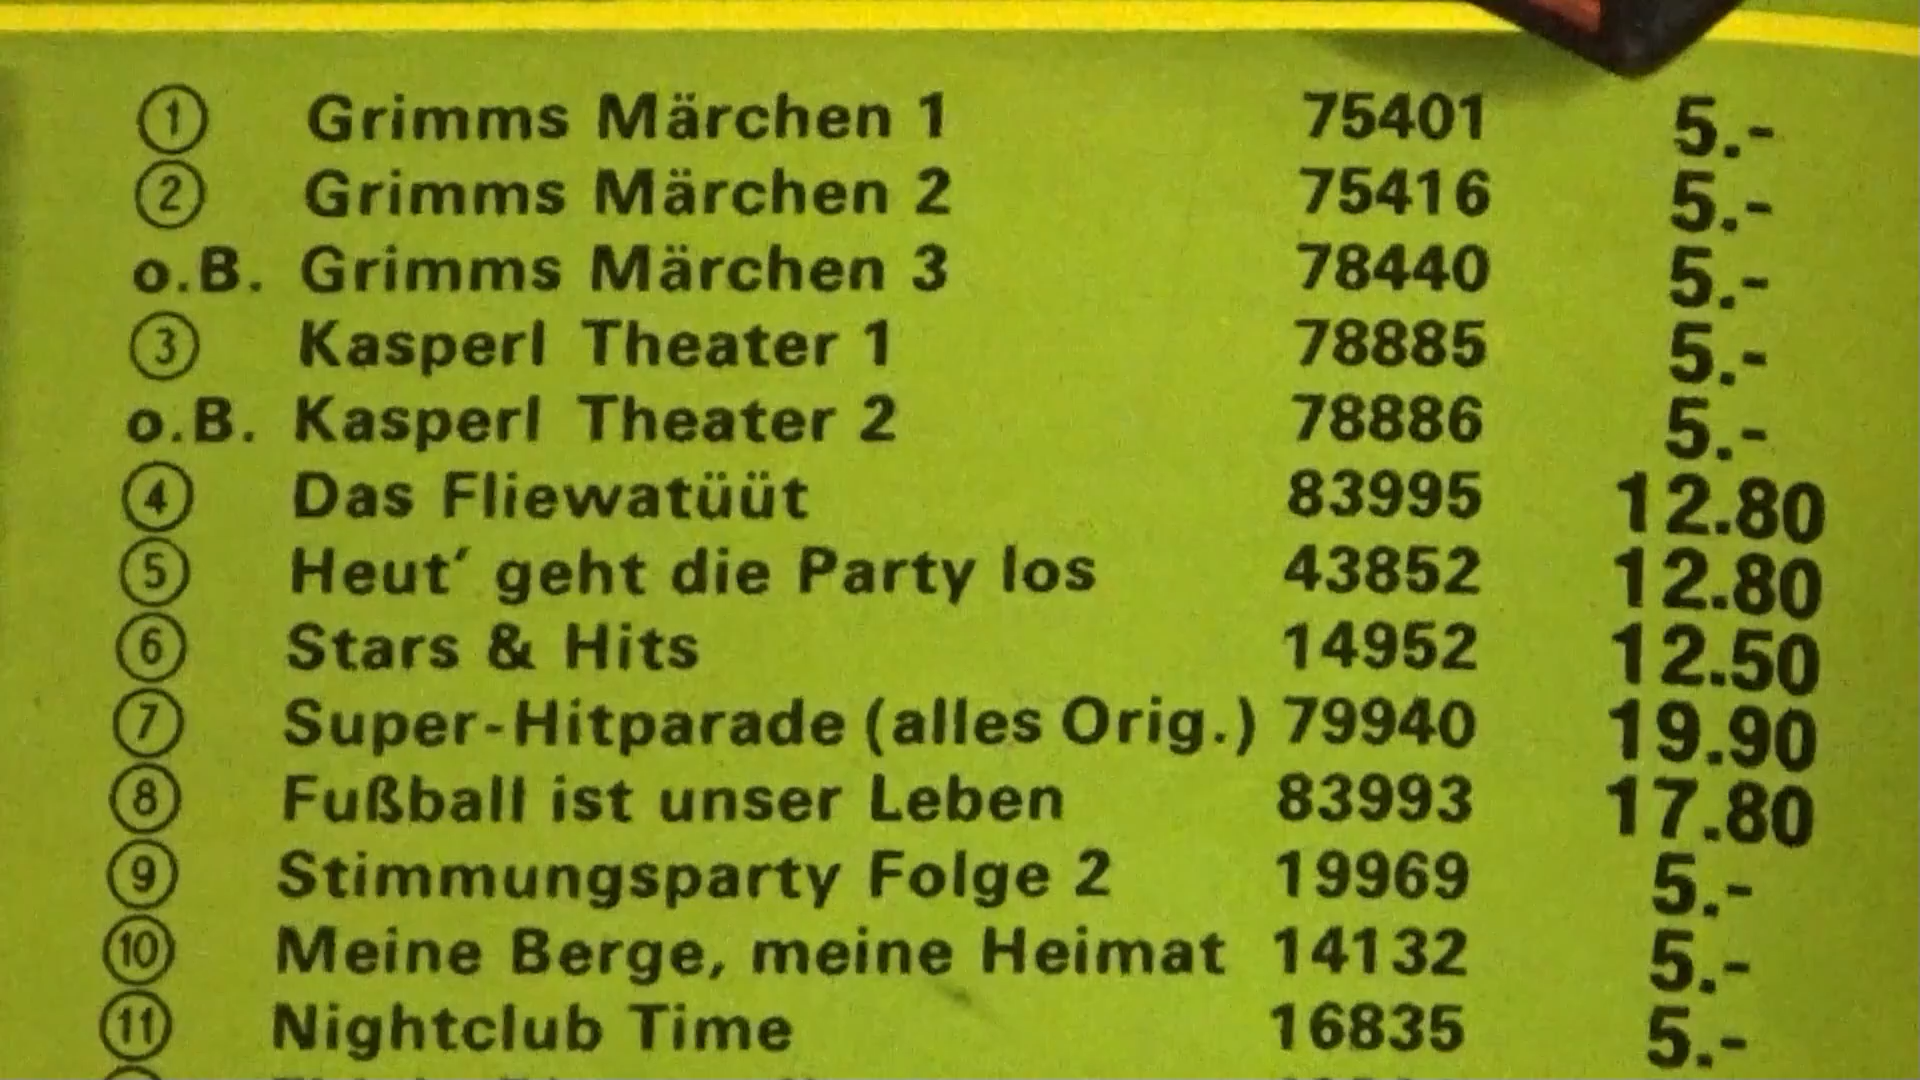 1 Grimms Märchen 1 75401 5.-
2 Grimms Märchen 2 75416 5.-
o.B. Grimms Märchen 3 78440 5.-
3 Kasperl Theater 1 78885 5.-
o.B. Kasperl Theater 2 78886 5.-
4 Das Fliewatüüt 83995 12.80
5 Heut' geht die Party los 43852 12.80
6 Stars & Hits 14952 12.50
7 Super-Hitparade (alles Orig.) 79940 19.90
8 Fußball ist unser Leben 83993 17.80
9 Stimmungsparty Folge 2 19969 5.-
10 Meine Berge, meine Heimat 14132 5.-
11 Nightclub Time 16835 5.-